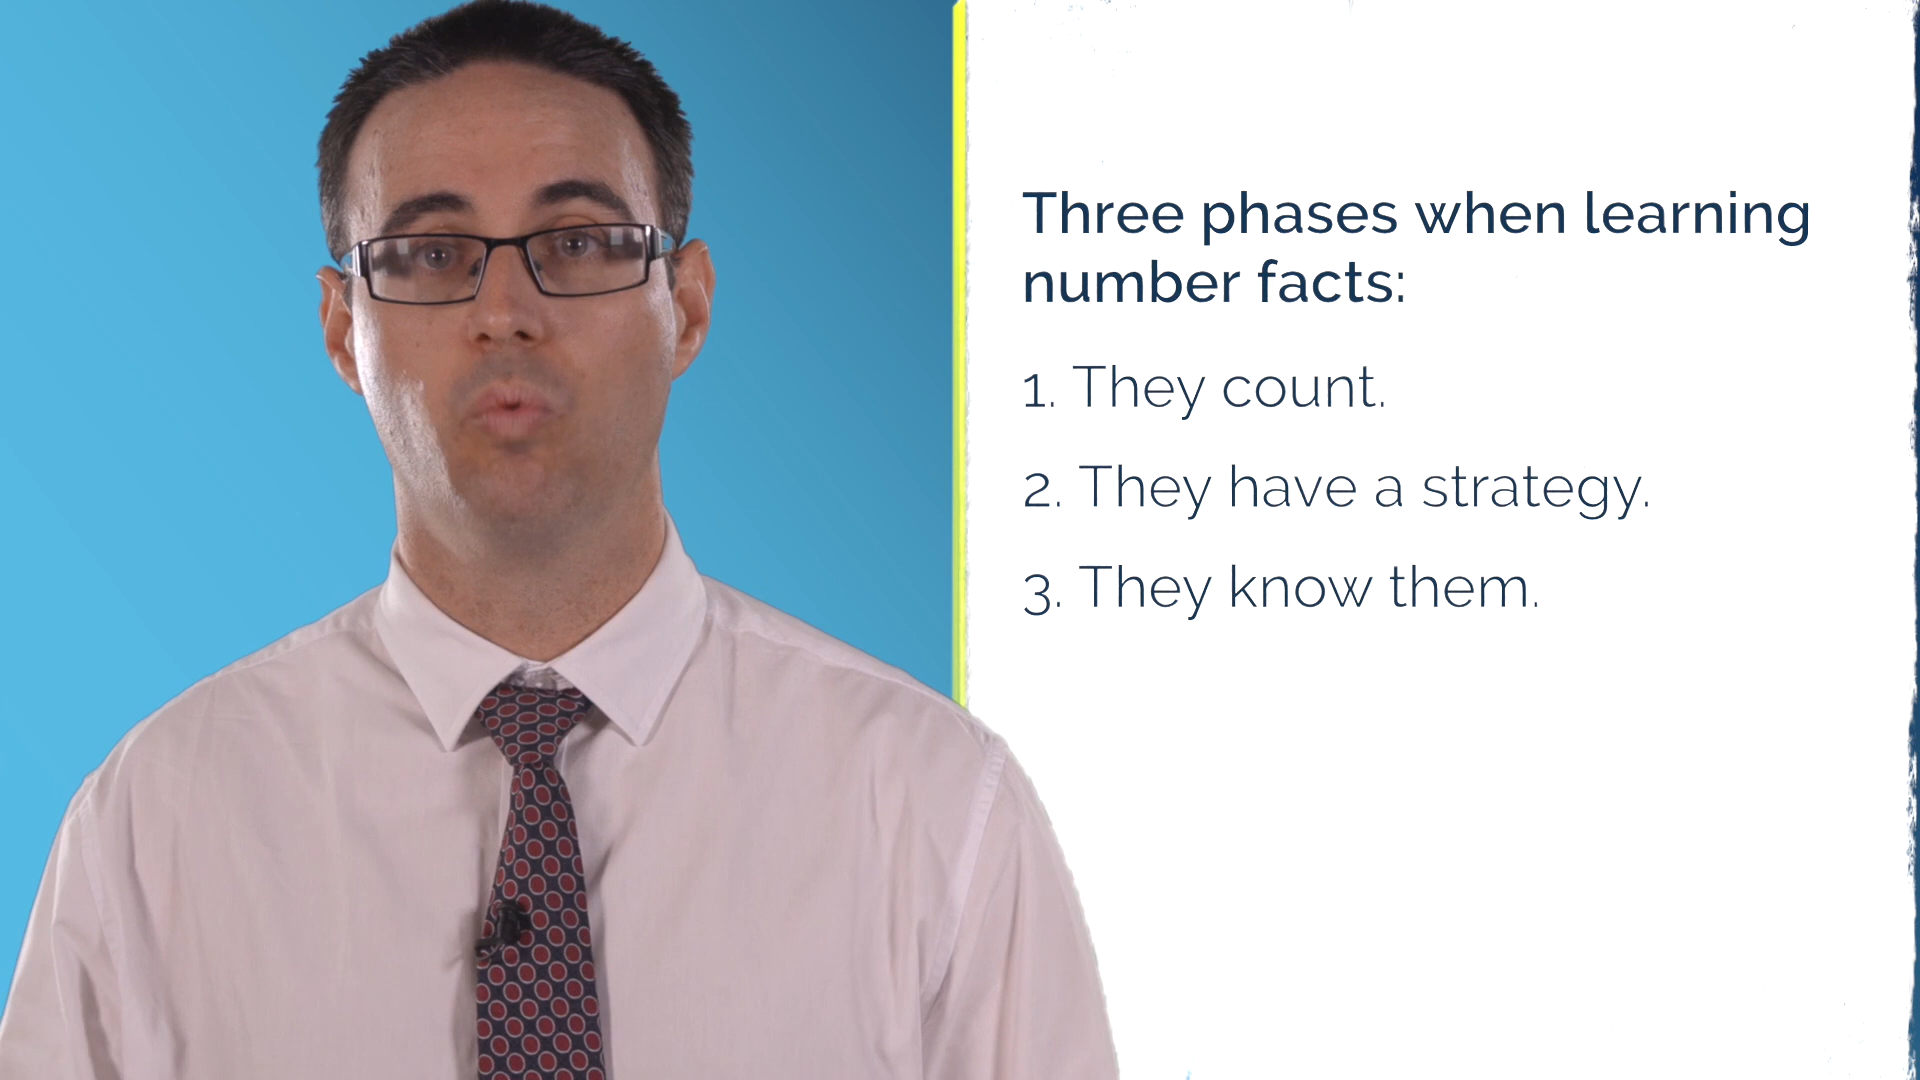 Three phases when learning
number facts:
1. They count.
2. They have a strategy.
3. They know them.